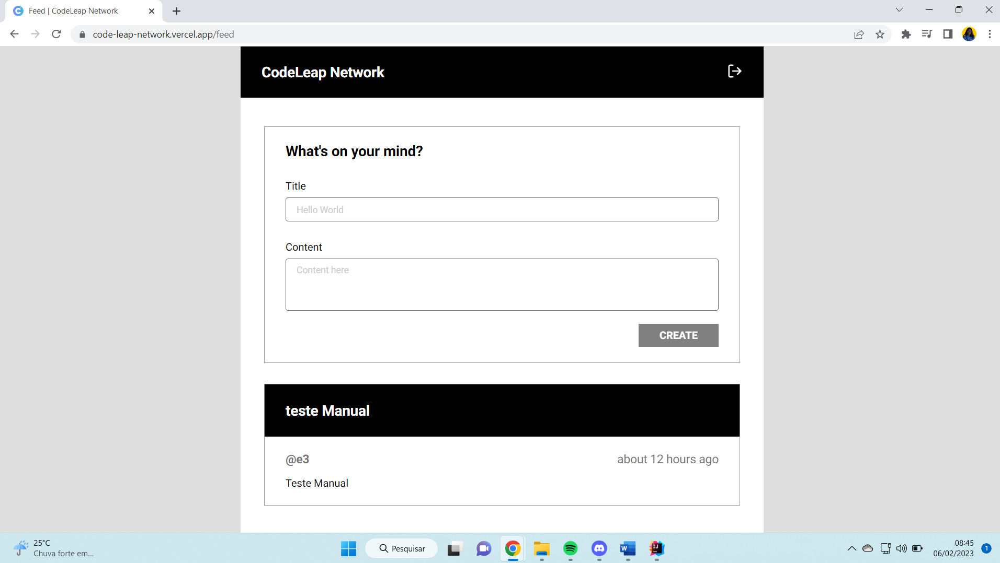 Feed | CodeLeap Network
code-leap-network.vercel.app/feed
CodeLeap Network
What's on your mind?
Title
Hello World
Content
Content here
CREATE
teste Manual
@e3
about 12 hours ago
Teste Manual
25°C
Chuva forte em...
Pesquisar
W
IJ
08:45
06/02/2023
1